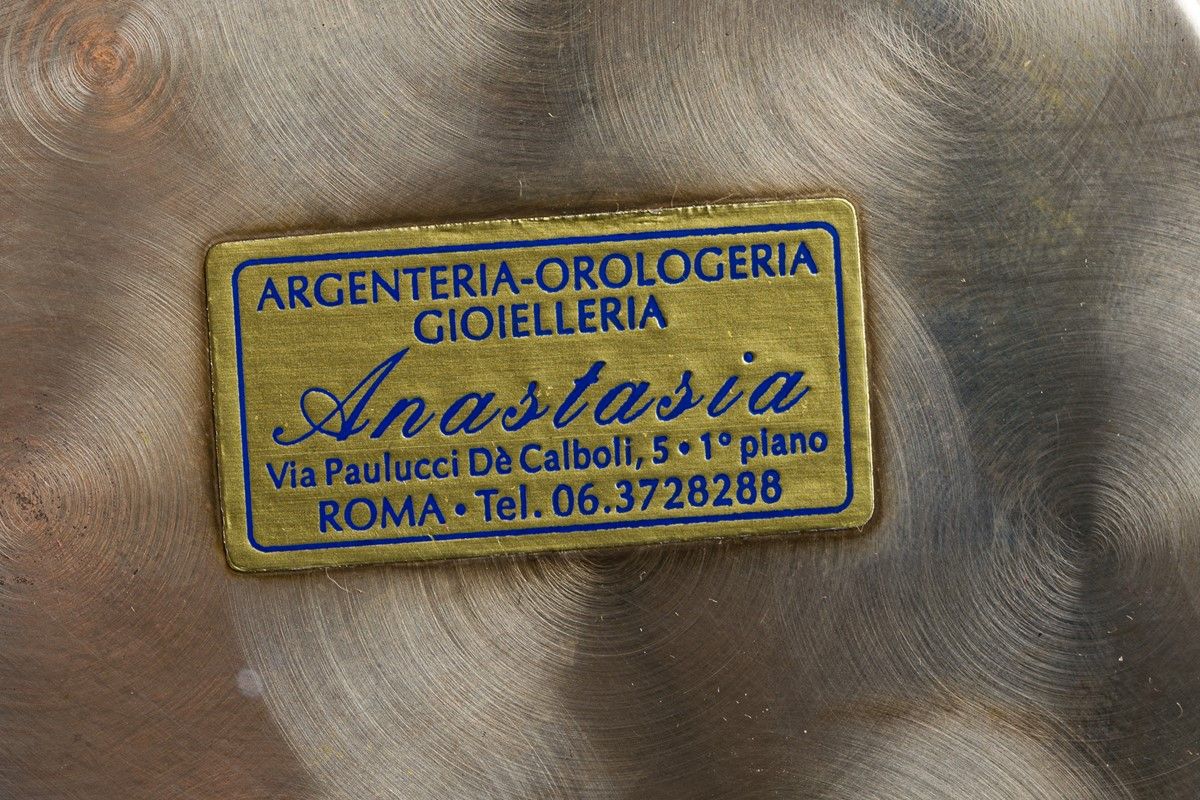 ARGENTERIA-OROLOGERIA
GIOIELLERIA
Anastasia
Via Paulucci Dè Calboli, 5 • 1° piano
ROMA • Tel. 06.3728288